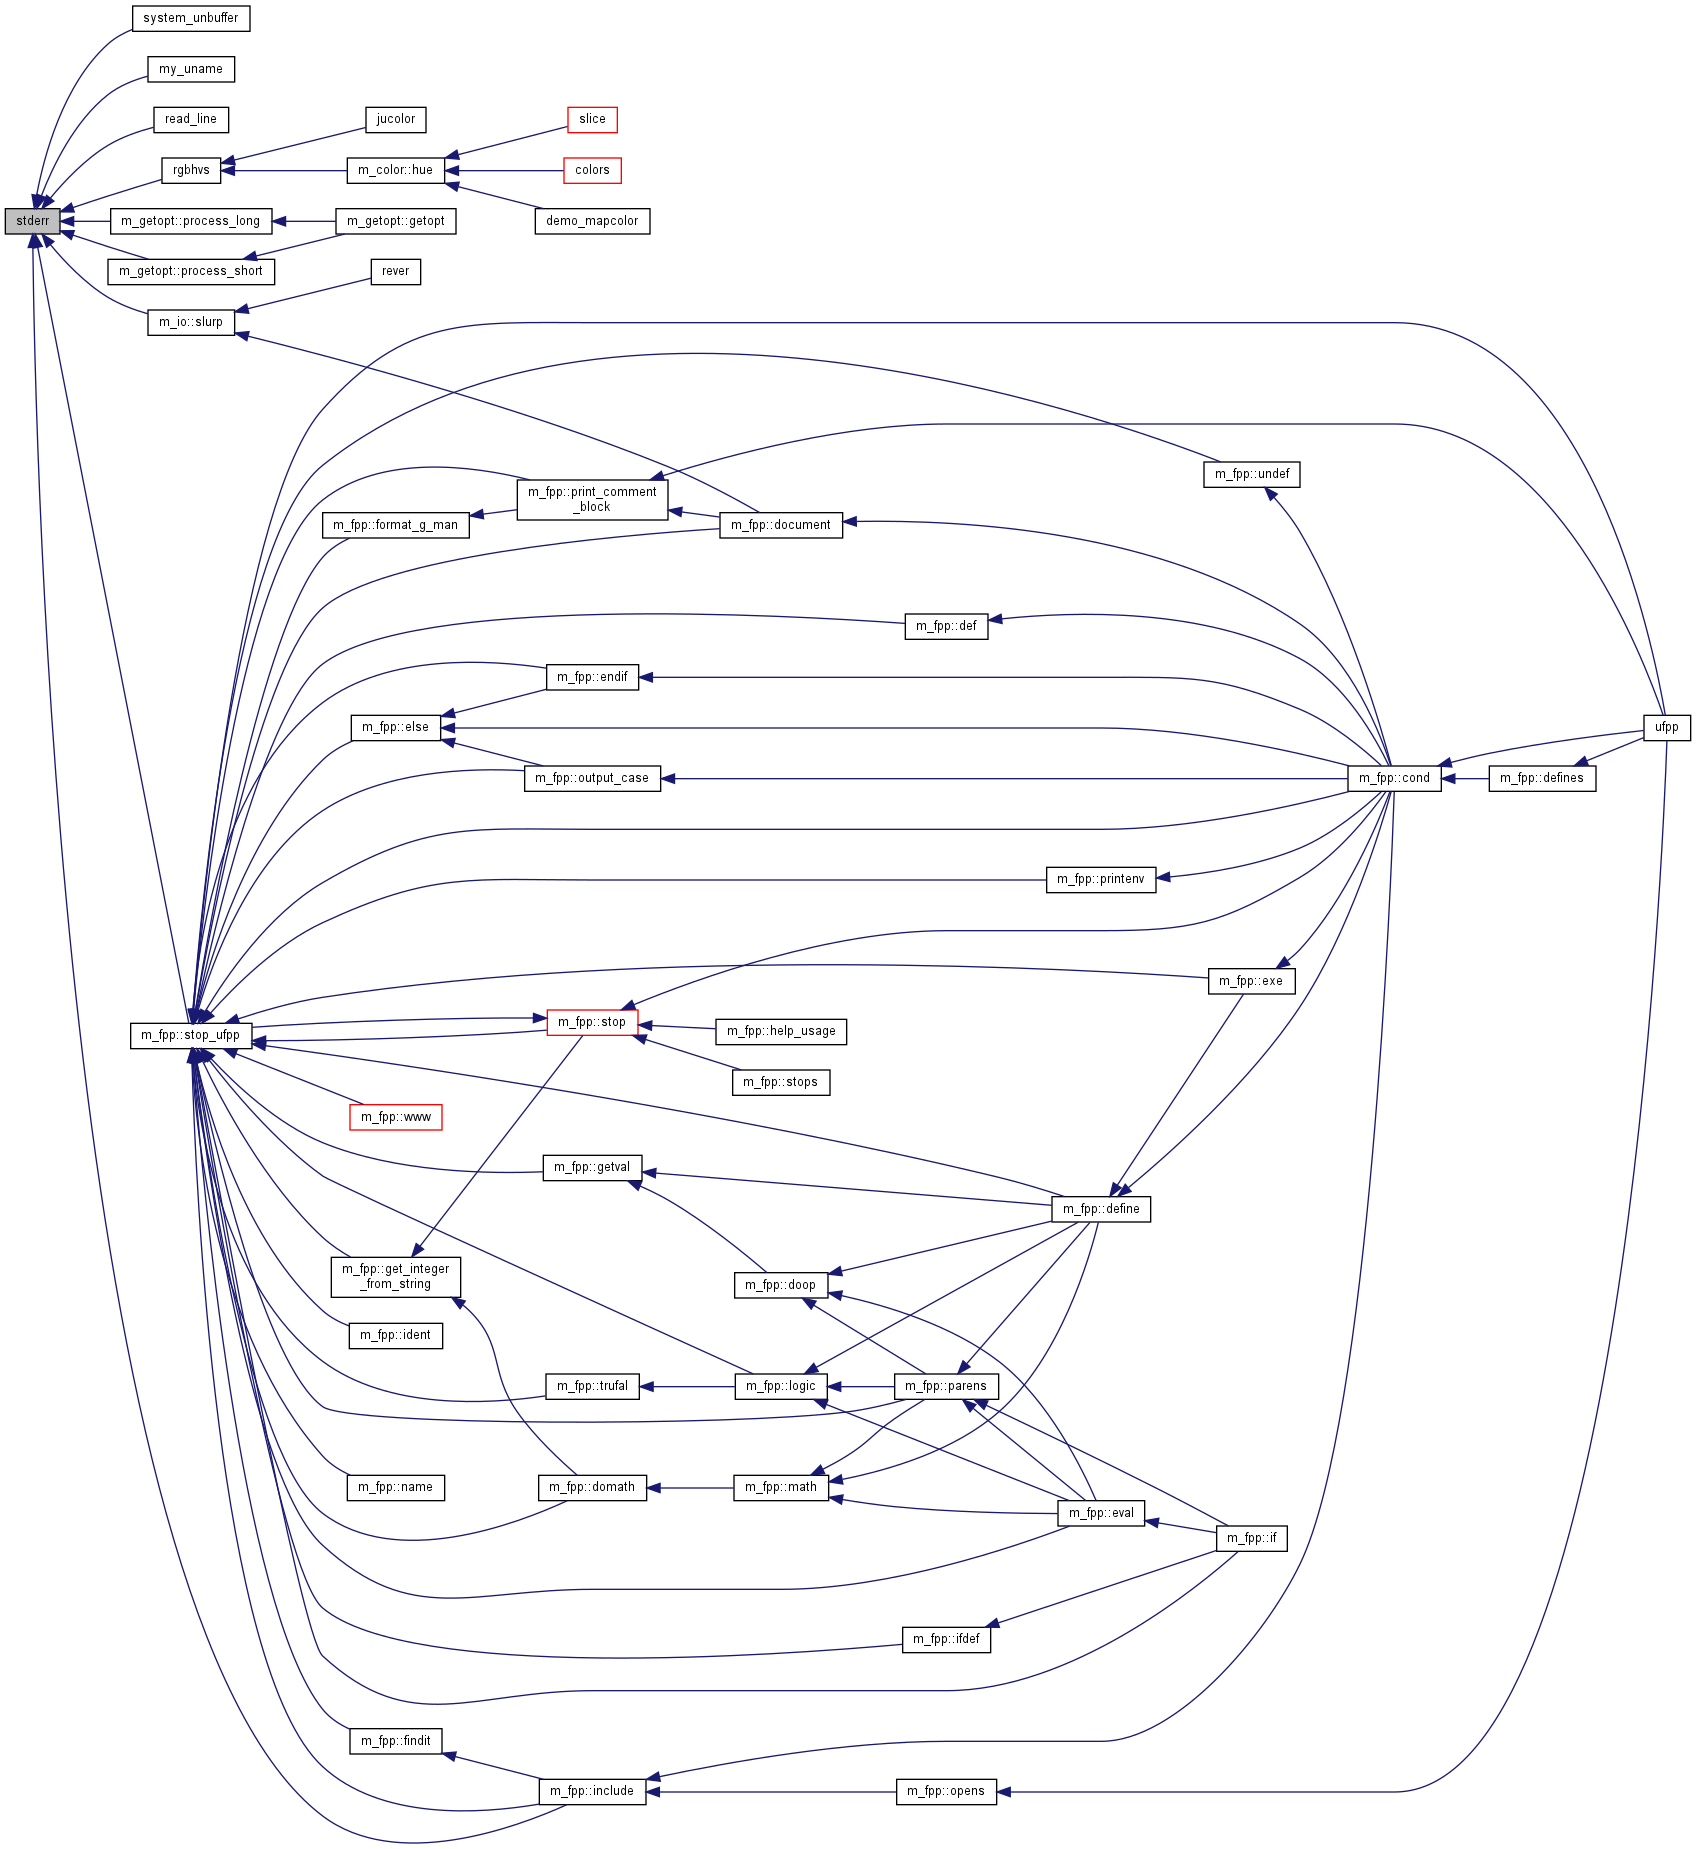 system_unbuffer
my_uname
read_line
jucolor
slice
rgbhvs
m_color::hue
colors
stderr
m_getopt::process_long
m_getopt::getopt
demo_mapcolor
m_getopt::process_short
rever
m_io::slurp
m_fpp::undef
m_fpp::print_comment
_block
m_fpp::format_g_man
m_fpp::document
m_fpp::def
m_fpp::endif
m_fpp::else
ufpp
m_fpp::output_case
m_fpp::cond
m_fpp::defines
m_fpp::printenv
m_fpp::exe
m_fpp::stop_ufpp
m_fpp::stop
m_fpp::help_usage
m_fpp::stops
m_fpp::www
m_fpp::getval
m_fpp::define
m_fpp::get_integer
_from_string
m_fpp::doop
m_fpp::ident
m_fpp::trufal
m_fpp::logic
m_fpp::parens
m_fpp::name
m_fpp::domath
m_fpp::math
m_fpp::eval
m_fpp::if
m_fpp::ifdef
m_fpp::findit
m_fpp::include
m_fpp::opens